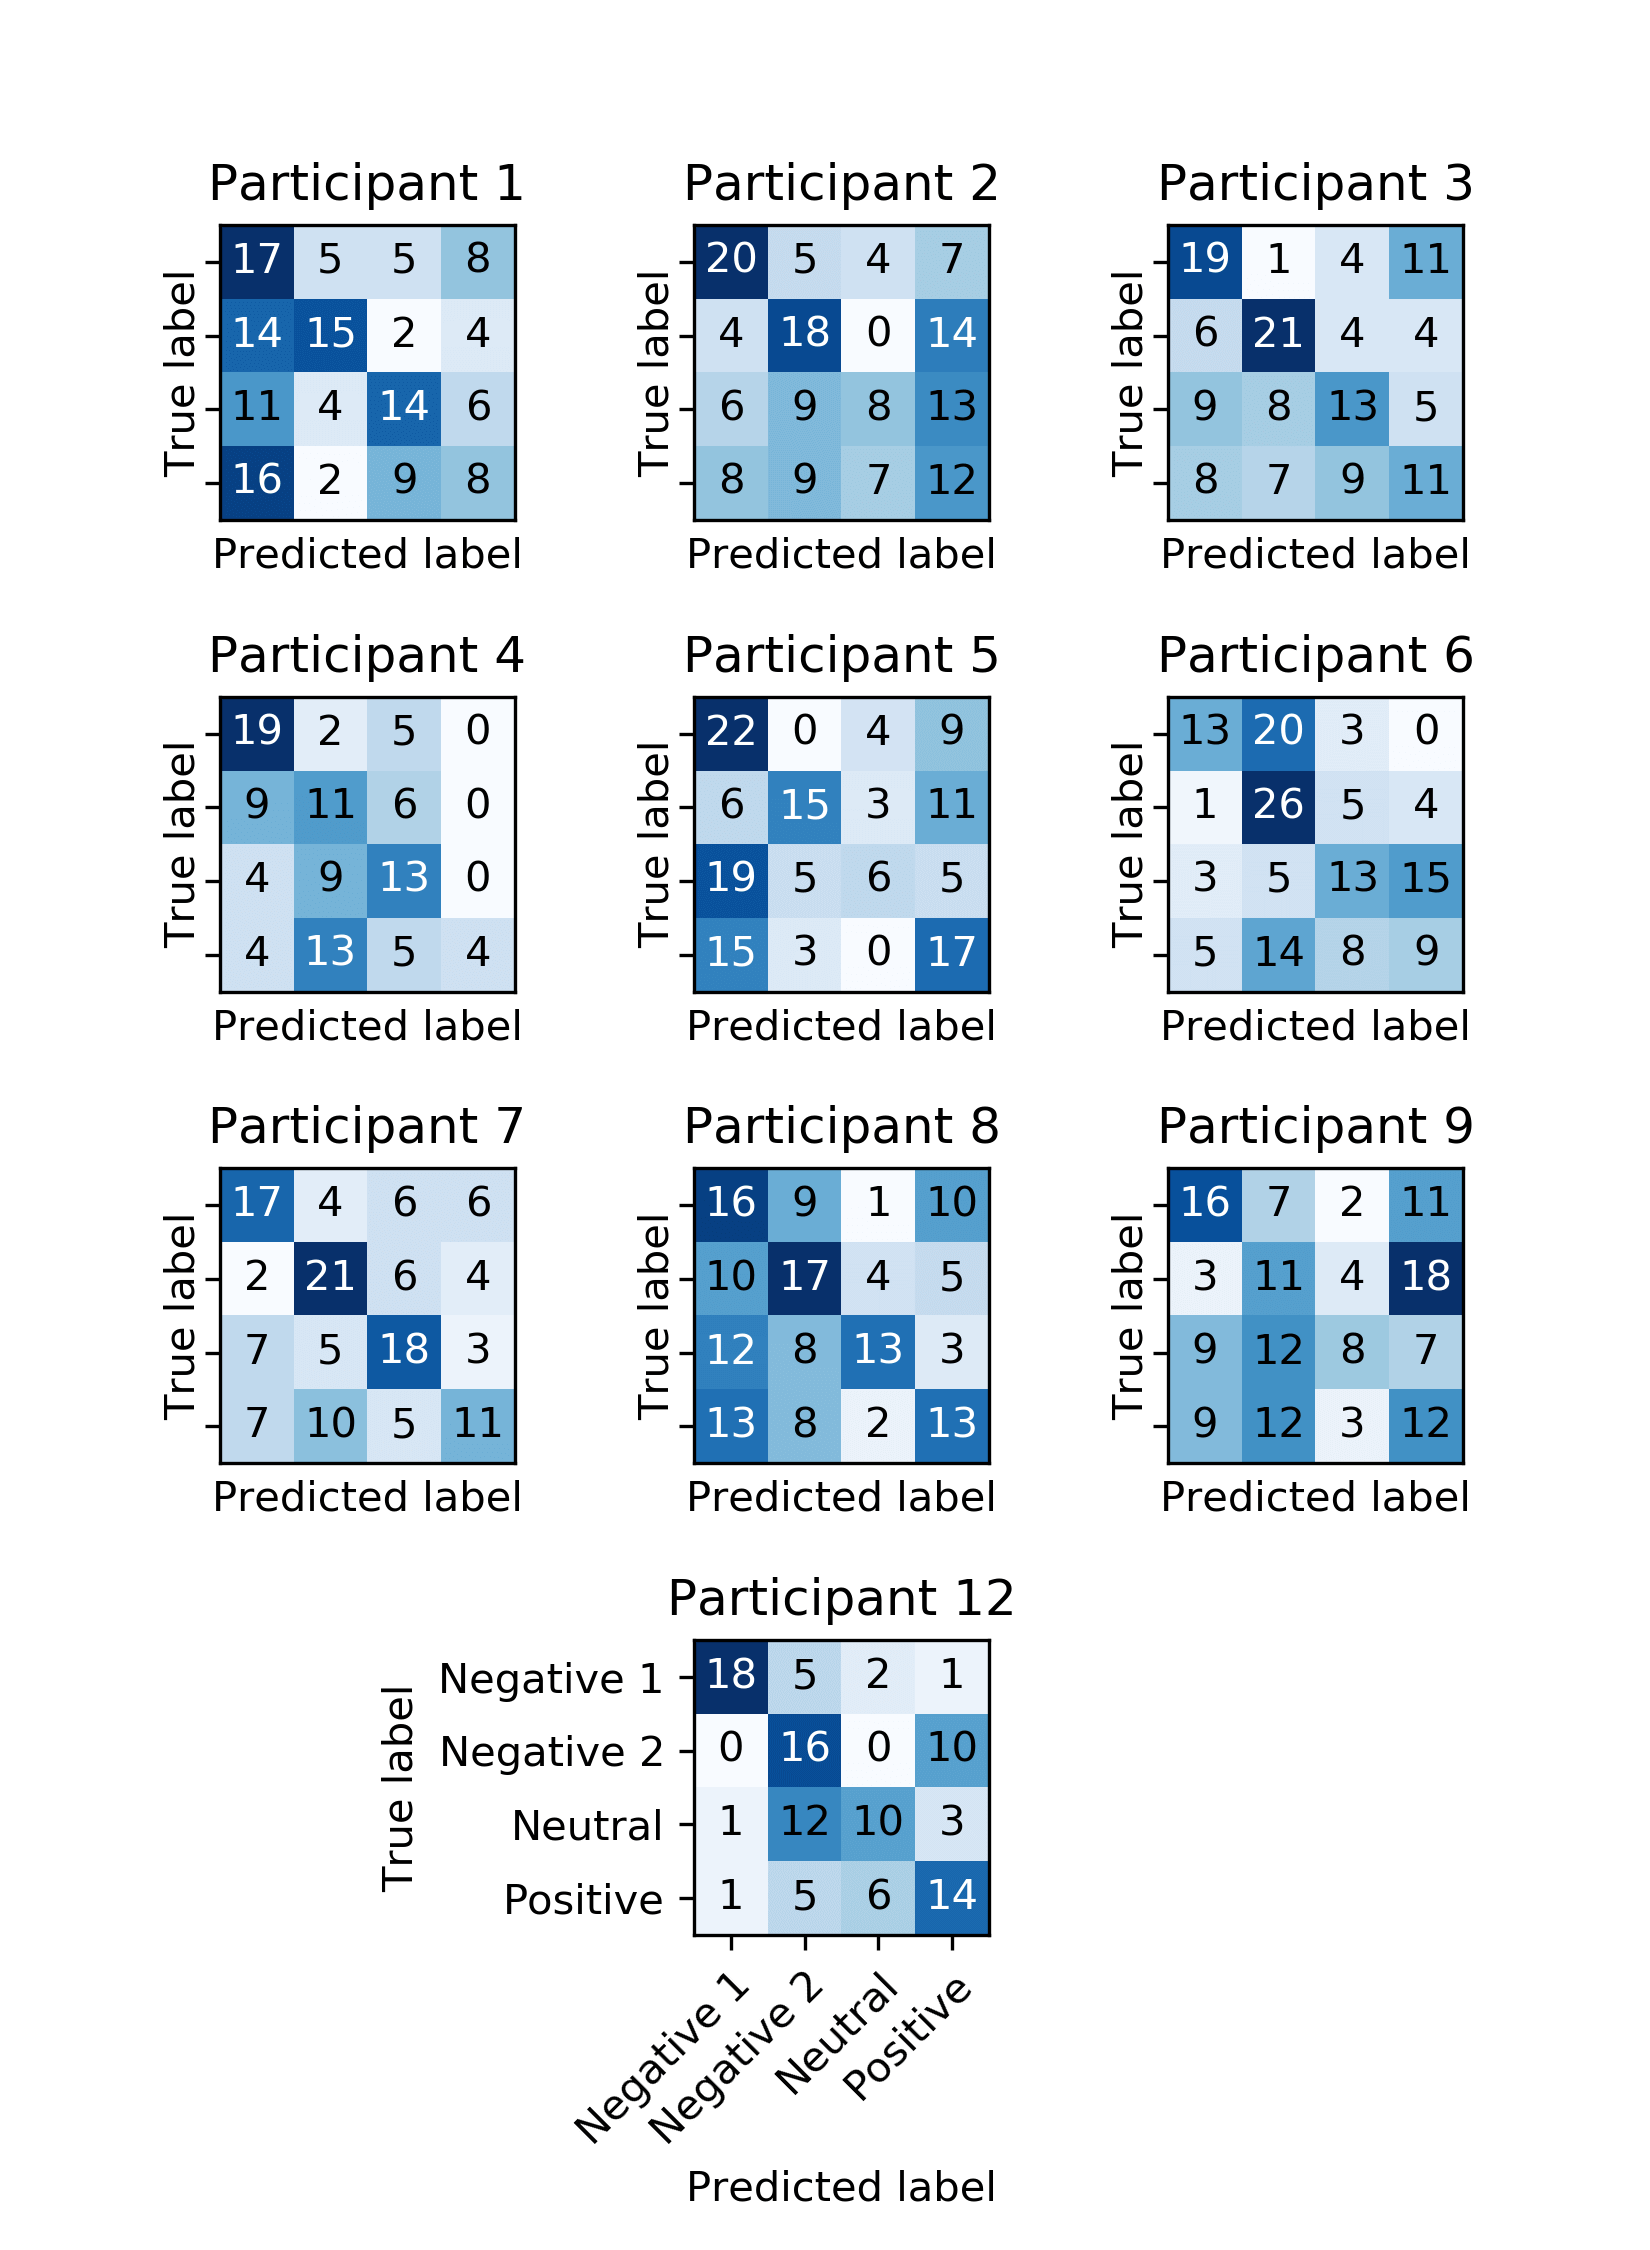 Participant 1 Participant 2 Participant 3
True label True label True label
17 5 5 8 20 5 4 7 19 1 4 11
14 15 2 4 4 18 0 14 6 21 4 4
11 4 14 6 6 9 8 13 9 8 13 5
16 2 9 8 8 9 7 12 8 7 9 11
Predicted label Predicted label Predicted label
Participant 4 Participant 5 Participant 6
True label True label True label
19 2 5 0 22 0 4 9 13 20 3 0
9 11 6 0 6 15 3 11 1 26 5 4
4 9 13 0 19 5 6 5 3 5 13 15
4 13 5 4 15 3 0 17 5 14 8 9
Predicted label Predicted label Predicted label
Participant 7 Participant 8 Participant 9
True label True label True label
17 4 6 6 16 9 1 10 16 7 2 11
2 21 6 4 10 17 4 5 3 11 4 18
7 5 18 3 12 8 13 3 9 12 8 7
7 10 5 11 13 8 2 13 9 12 3 12
Predicted label Predicted label Predicted label
Participant 12
True label
Negative 1 18 5 2 1
Negative 2 0 16 0 10
Neutral 1 12 10 3
Positive 1 5 6 14
Negative 1 Negative 2 Neutral Positive
Predicted label